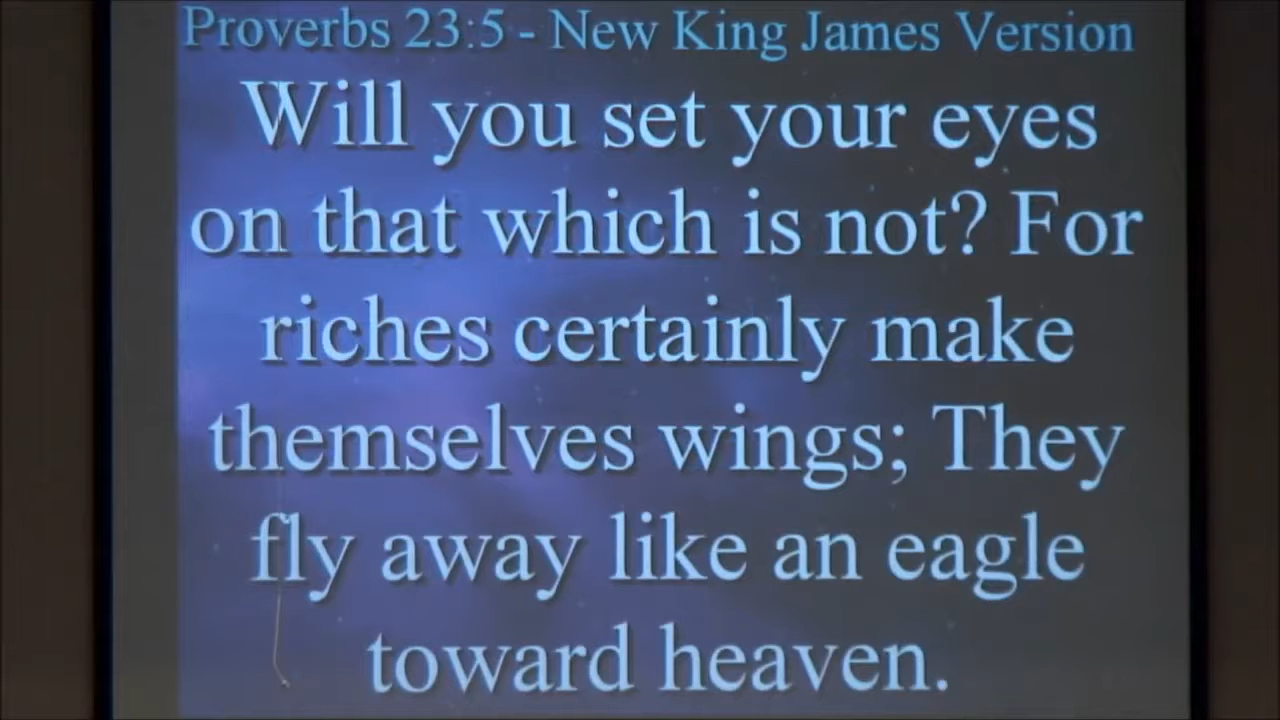 Proverbs 23:5 - New King James Version
Will you set your eyes
on that which is not? For
riches certainly make
themselves wings; They
fly away like an eagle
toward heaven.